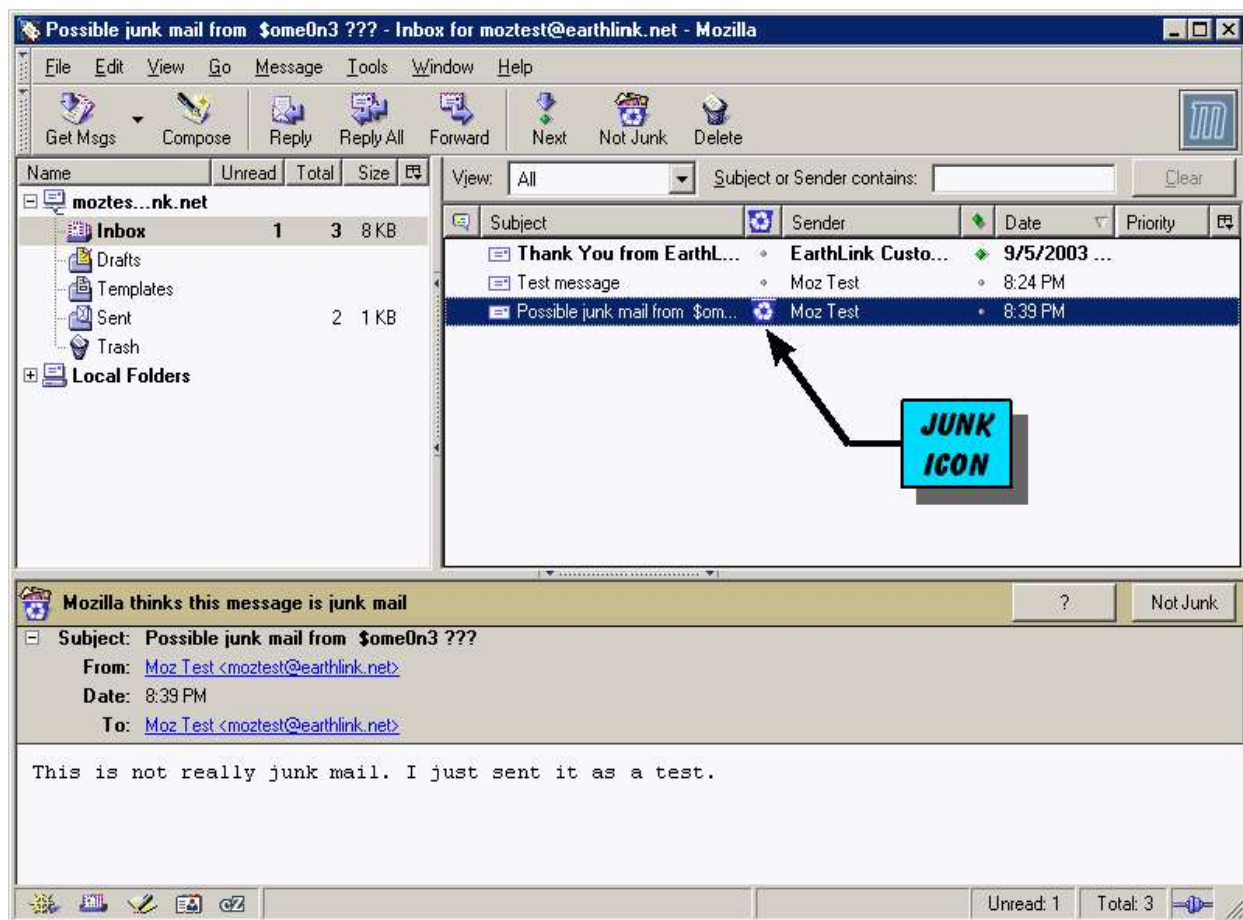 Possible junk mail from $ome0n3 ??? - Inbox for moztest@earthlink.net - Mozilla
File Edit View Go Message Tools Window Help
Get Msgs Compose Reply Reply All Forward Next Not Junk Delete
Name Unread Total Size
View: All Subject or Sender contains: Clear
moztes...nk.net
Subject Sender Date Priority
Inbox 1 3 8 KB
Thank You from EarthL... EarthLink Custo... 9/5/2003 ...
Drafts
Test message Moz Test 8:24 PM
Templates
Possible junk mail from $om... Moz Test 8:39 PM
Sent 2 1 KB
Trash
Local Folders
JUNK
ICON
Mozilla thinks this message is junk mail ? Not Junk
Subject: Possible junk mail from $ome0n3 ???
From: Moz Test <moztest@earthlink.net>
Date: 8:39 PM
To: Moz Test <moztest@earthlink.net>
This is not really junk mail. I just sent it as a test.
Unread: 1 Total: 3